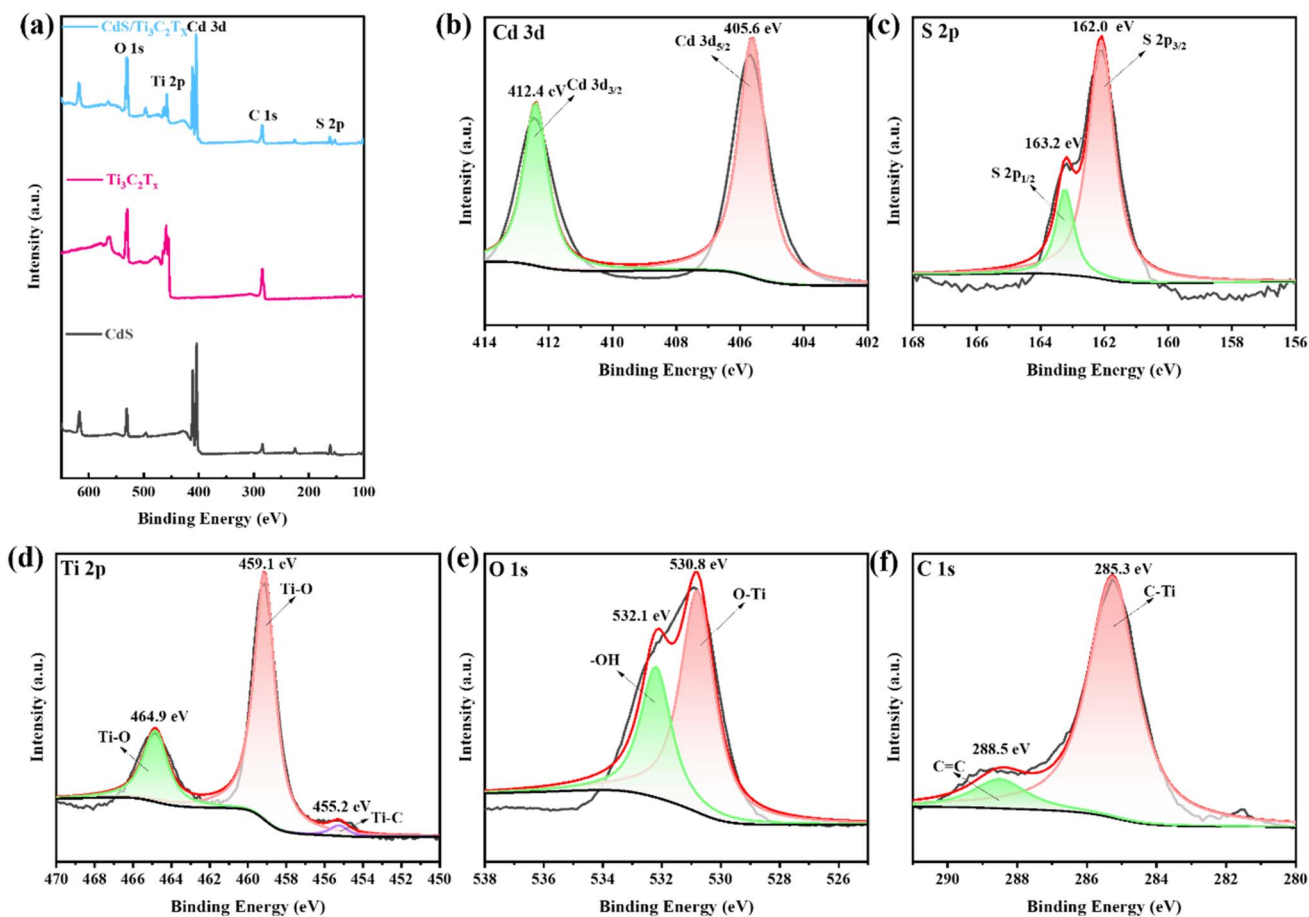 (a)
CdS/Ti₃C₂Tₓ
Cd 3d
O 1s
Ti 2p
C 1s
S 2p
Ti₃C₂Tₓ
CdS
Intensity (a.u.)
600 500 400 300 200 100
Binding Energy (eV)
(b)
Cd 3d
405.6 eV
Cd 3d₅/₂
412.4 eV
Cd 3d₃/₂
Intensity (a.u.)
414 412 410 408 406 404 402
Binding Energy (eV)
(c)
S 2p
162.0 eV
S 2p₃/₂
163.2 eV
S 2p₁/₂
Intensity (a.u.)
168 166 164 162 160 158 156
Binding Energy (eV)
(d)
Ti 2p
459.1 eV
Ti-O
464.9 eV
Ti-O
455.2 eV
Ti-C
Intensity (a.u.)
470 468 466 464 462 460 458 456 454 452 450
Binding Energy (eV)
(e)
O 1s
530.8 eV
O-Ti
532.1 eV
-OH
Intensity (a.u.)
538 536 534 532 530 528 526
Binding Energy (eV)
(f)
C 1s
285.3 eV
C-Ti
288.5 eV
C=C
Intensity (a.u.)
290 288 286 284 282 280
Binding Energy (eV)